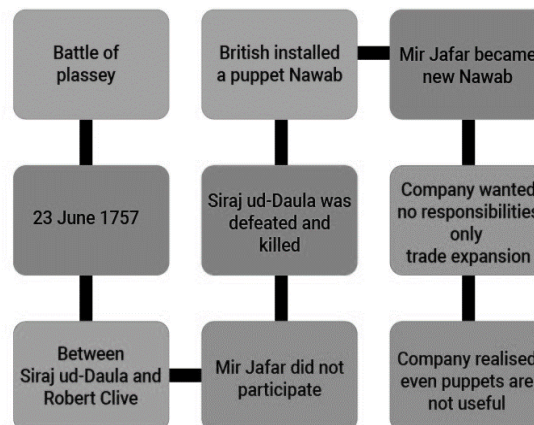 Battle of
plassey
23 June 1757
Between
Siraj ud-Daula and
Robert Clive
Mir Jafar did not
participate
Siraj ud-Daula was
defeated and
killed
British installed
a puppet Nawab
Mir Jafar became
new Nawab
Company wanted
no responsibilities
only
trade expansion
Company realised
even puppets are
not useful